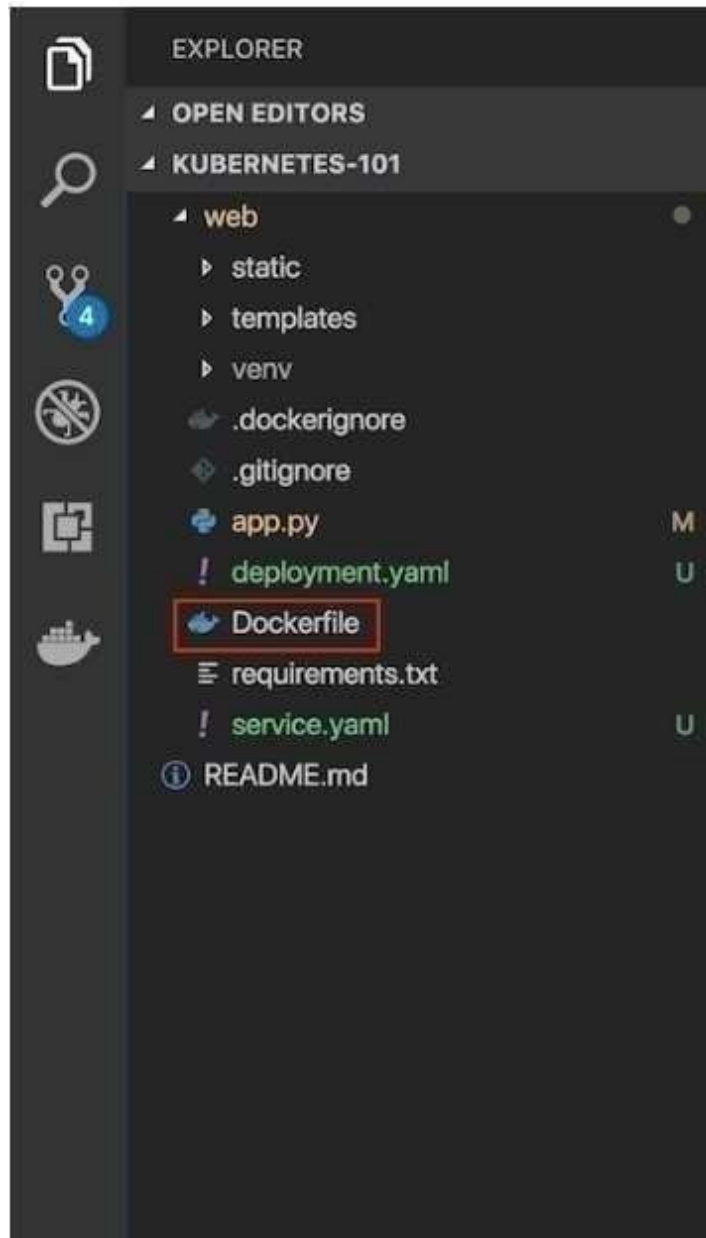 EXPLORER
OPEN EDITORS
KUBERNETES-101
web
static
templates
4
venv
.dockerignore
.gitignore
app.py M
deployment.yaml U
Dockerfile
requirements.txt
service.yaml U
README.md